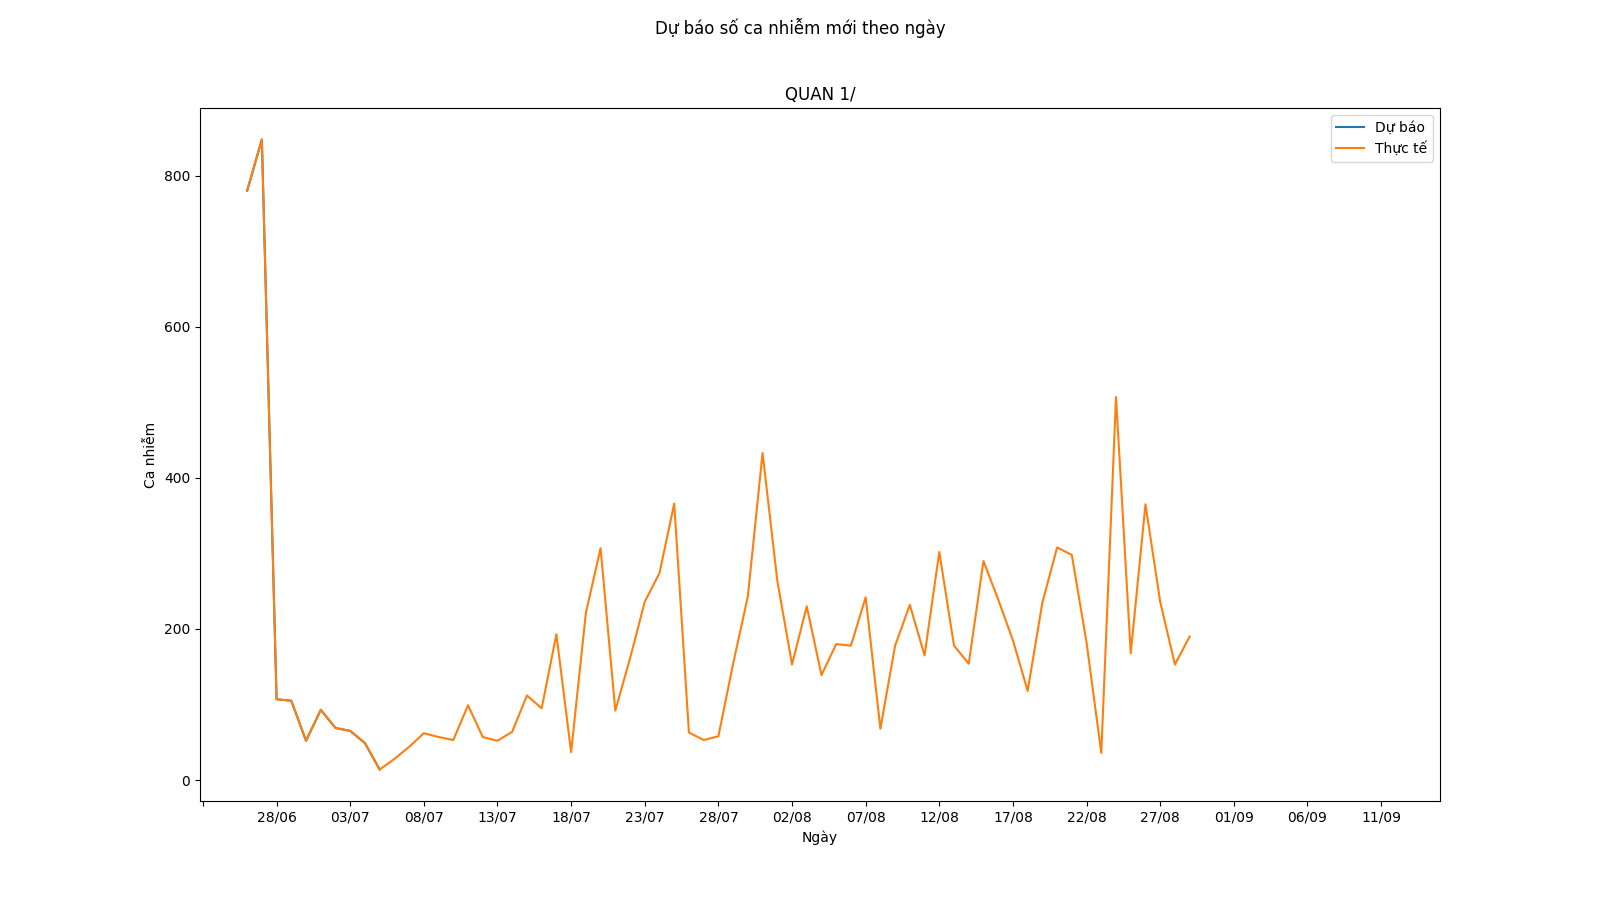 Dự báo số ca nhiễm mới theo ngày
QUAN 1/
Dự báo
Thực tế
800
600
400
200
0
Ca nhiễm
28/06 03/07 08/07 13/07 18/07 23/07 28/07 02/08 07/08 12/08 17/08 22/08 27/08 01/09 06/09 11/09
Ngày